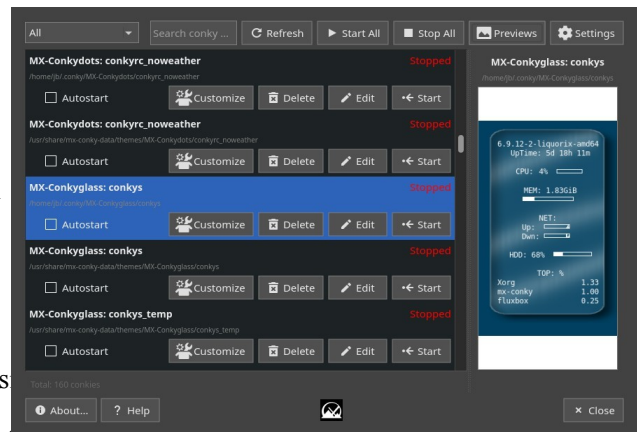 All
Search conky ...
Refresh
Start All
Stop All
Previews
Settings
MX-Conkydots: conkyrc_noweather
Stopped
/home/jb/.conky/MX-Conkydots/conkyrc_noweather
Autostart
Customize
Delete
Edit
Start
MX-Conkydots: conkyrc_noweather
Stopped
/usr/share/mx-conky-data/themes/MX-Conkydots/conkyrc_noweather
Autostart
Customize
Delete
Edit
Start
MX-Conkyglass: conkys
Stopped
/home/jb/.conky/MX-Conkyglass/conkys
Autostart
Customize
Delete
Edit
Start
MX-Conkyglass: conkys
Stopped
/usr/share/mx-conky-data/themes/MX-Conkyglass/conkys
Autostart
Customize
Delete
Edit
Start
MX-Conkyglass: conkys_temp
Stopped
/usr/share/mx-conky-data/themes/MX-Conkyglass/conkys_temp
Autostart
Customize
Delete
Edit
Start
Total: 160 conkies
MX-Conkyglass: conkys
/home/jb/.conky/MX-Conkyglass/conkys
6.9.12-2-liquorix-amd64
UpTime: 5d 18h 11m
CPU: 4%
MEM: 1.83GiB
NET:
Up:
Dwn:
HDD: 68%
TOP: %
Xorg 1.33
mx-conky 1.00
fluxbox 0.25
About...
? Help
Close